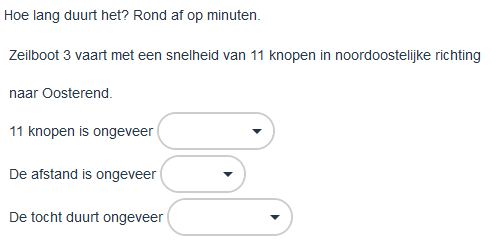 Hoe lang duurt het? Rond af op minuten.
Zeilboot 3 vaart met een snelheid van 11 knopen in noordoostelijke richting
naar Oosterend.
11 knopen is ongeveer
De afstand is ongeveer
De tocht duurt ongeveer